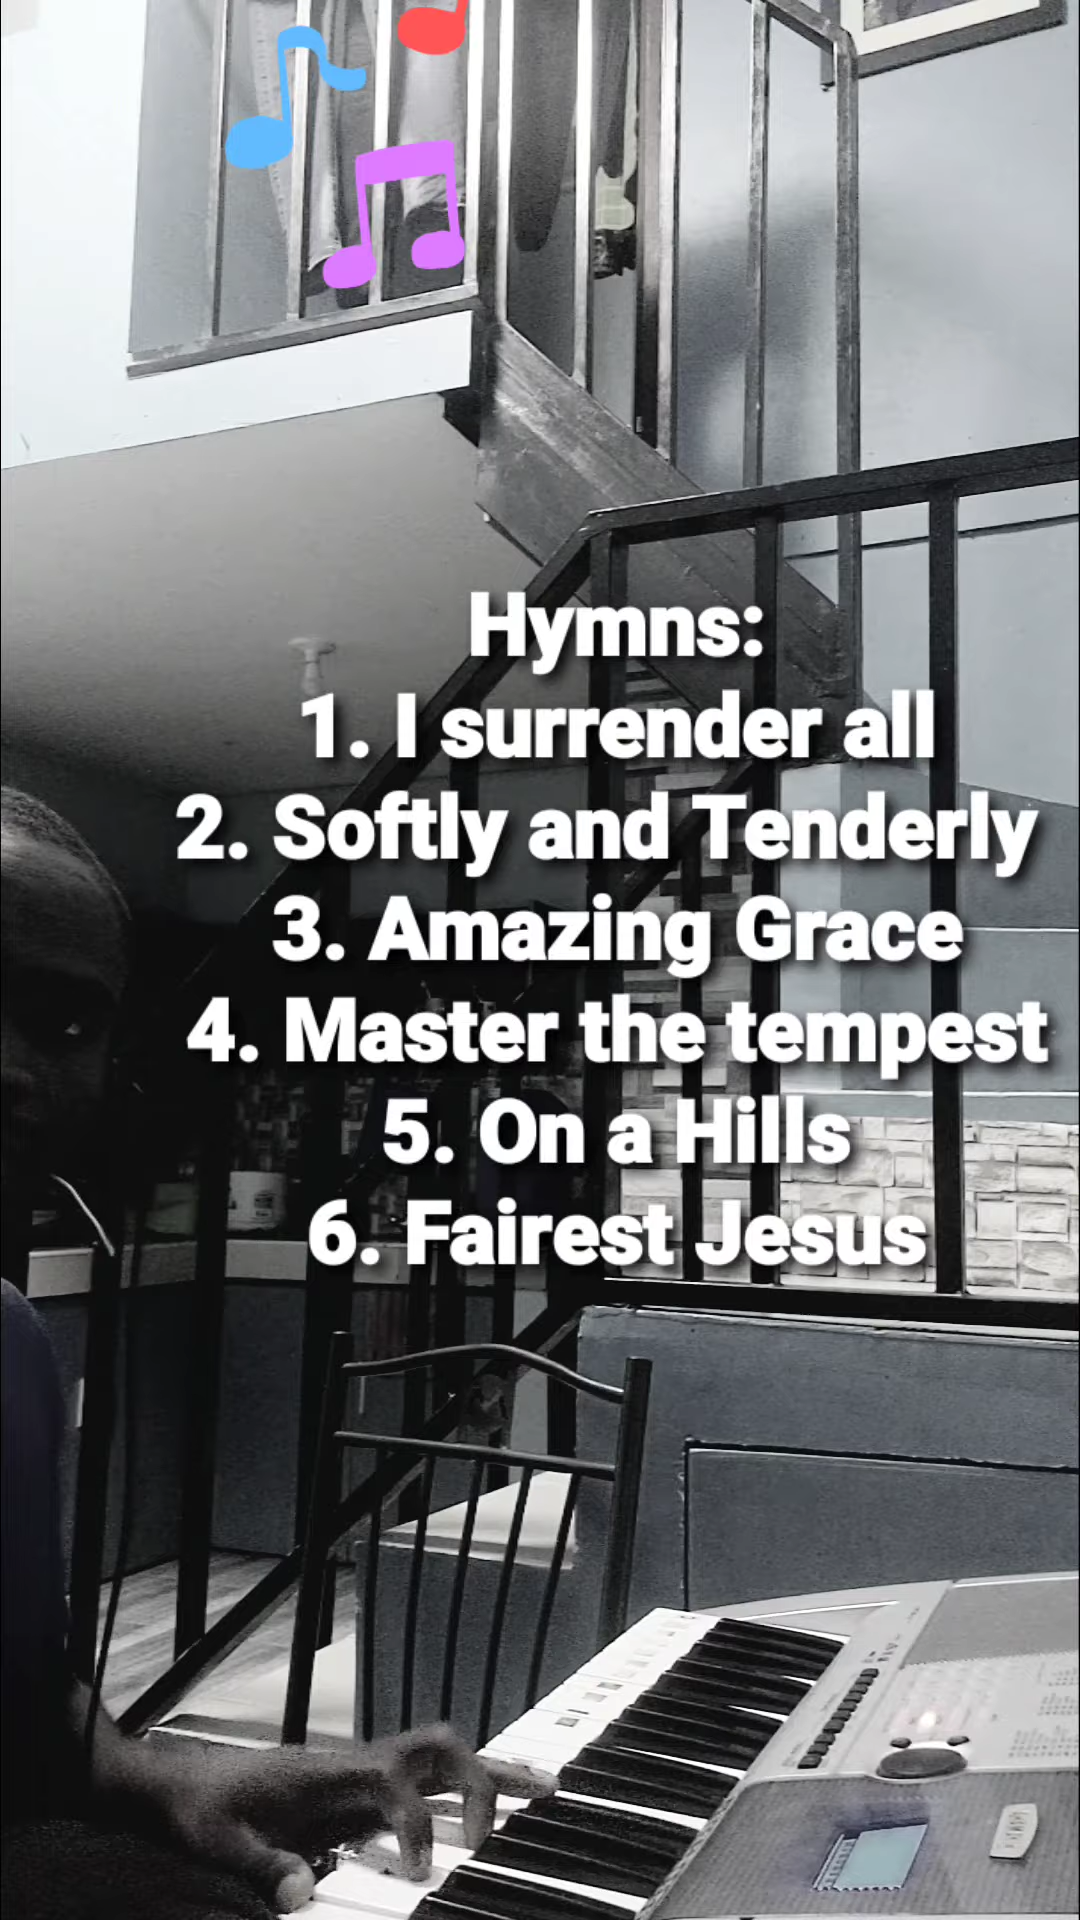 Hymns:
1. I surrender all
2. Softly and Tenderly
3. Amazing Grace
4. Master the tempest
5. On a Hills
6. Fairest Jesus